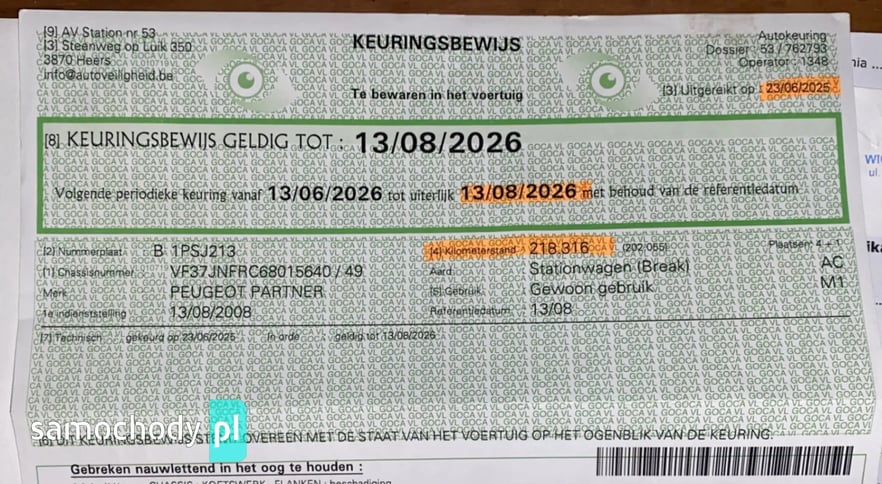 [9] AV Station nr 53
[3] Steenweg op Luik 350
3870 Heers
info@autoveiligheid.be
KEURINGSBEWIJS
Te bewaren in het voertuig
Autokeuring
Dossier : 53 / 762793
Operator : 1348
[3] Uitgereikt op : 23/06/2025
[8] KEURINGSBEWIJS GELDIG TOT : 13/08/2026
Volgende periodieke keuring vanaf 13/06/2026 tot uiterlijk 13/08/2026 met behoud van de referentiedatum
[2] Nummerplaat B 1PSJ213 [4] Kilometerstand 218.316 (202.065) Plaatsen: 4 + 1
[1] Chassisnummer VF37JNFRC68015640 / 49 Aard Stationwagen (Break) AC
Merk PEUGEOT PARTNER [5] Gebruik Gewoon gebruik M1
1e indienststelling 13/08/2008 Referentiedatum 13/08
[7] Technisch gekeurd op 23/06/2025 In orde geldig tot 13/08/2026
samochody.pl
[6] DIT KEURINGSBEWIJS OVEREEN MET DE STAAT VAN HET VOERTUIG OP HET OGENBLIK VAN DE KEURING.
Gebreken nauwlettend in het oog te houden :